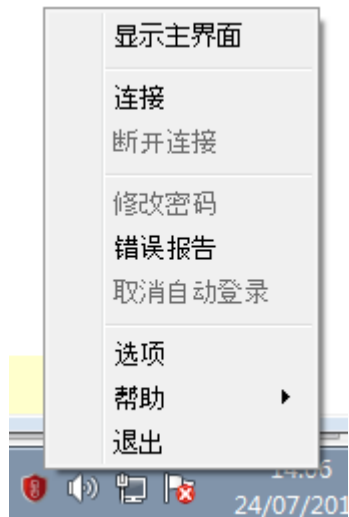 显示主界面
连接
断开连接
修改密码
错误报告
取消自动登录
选项
帮助
退出
24/07/201